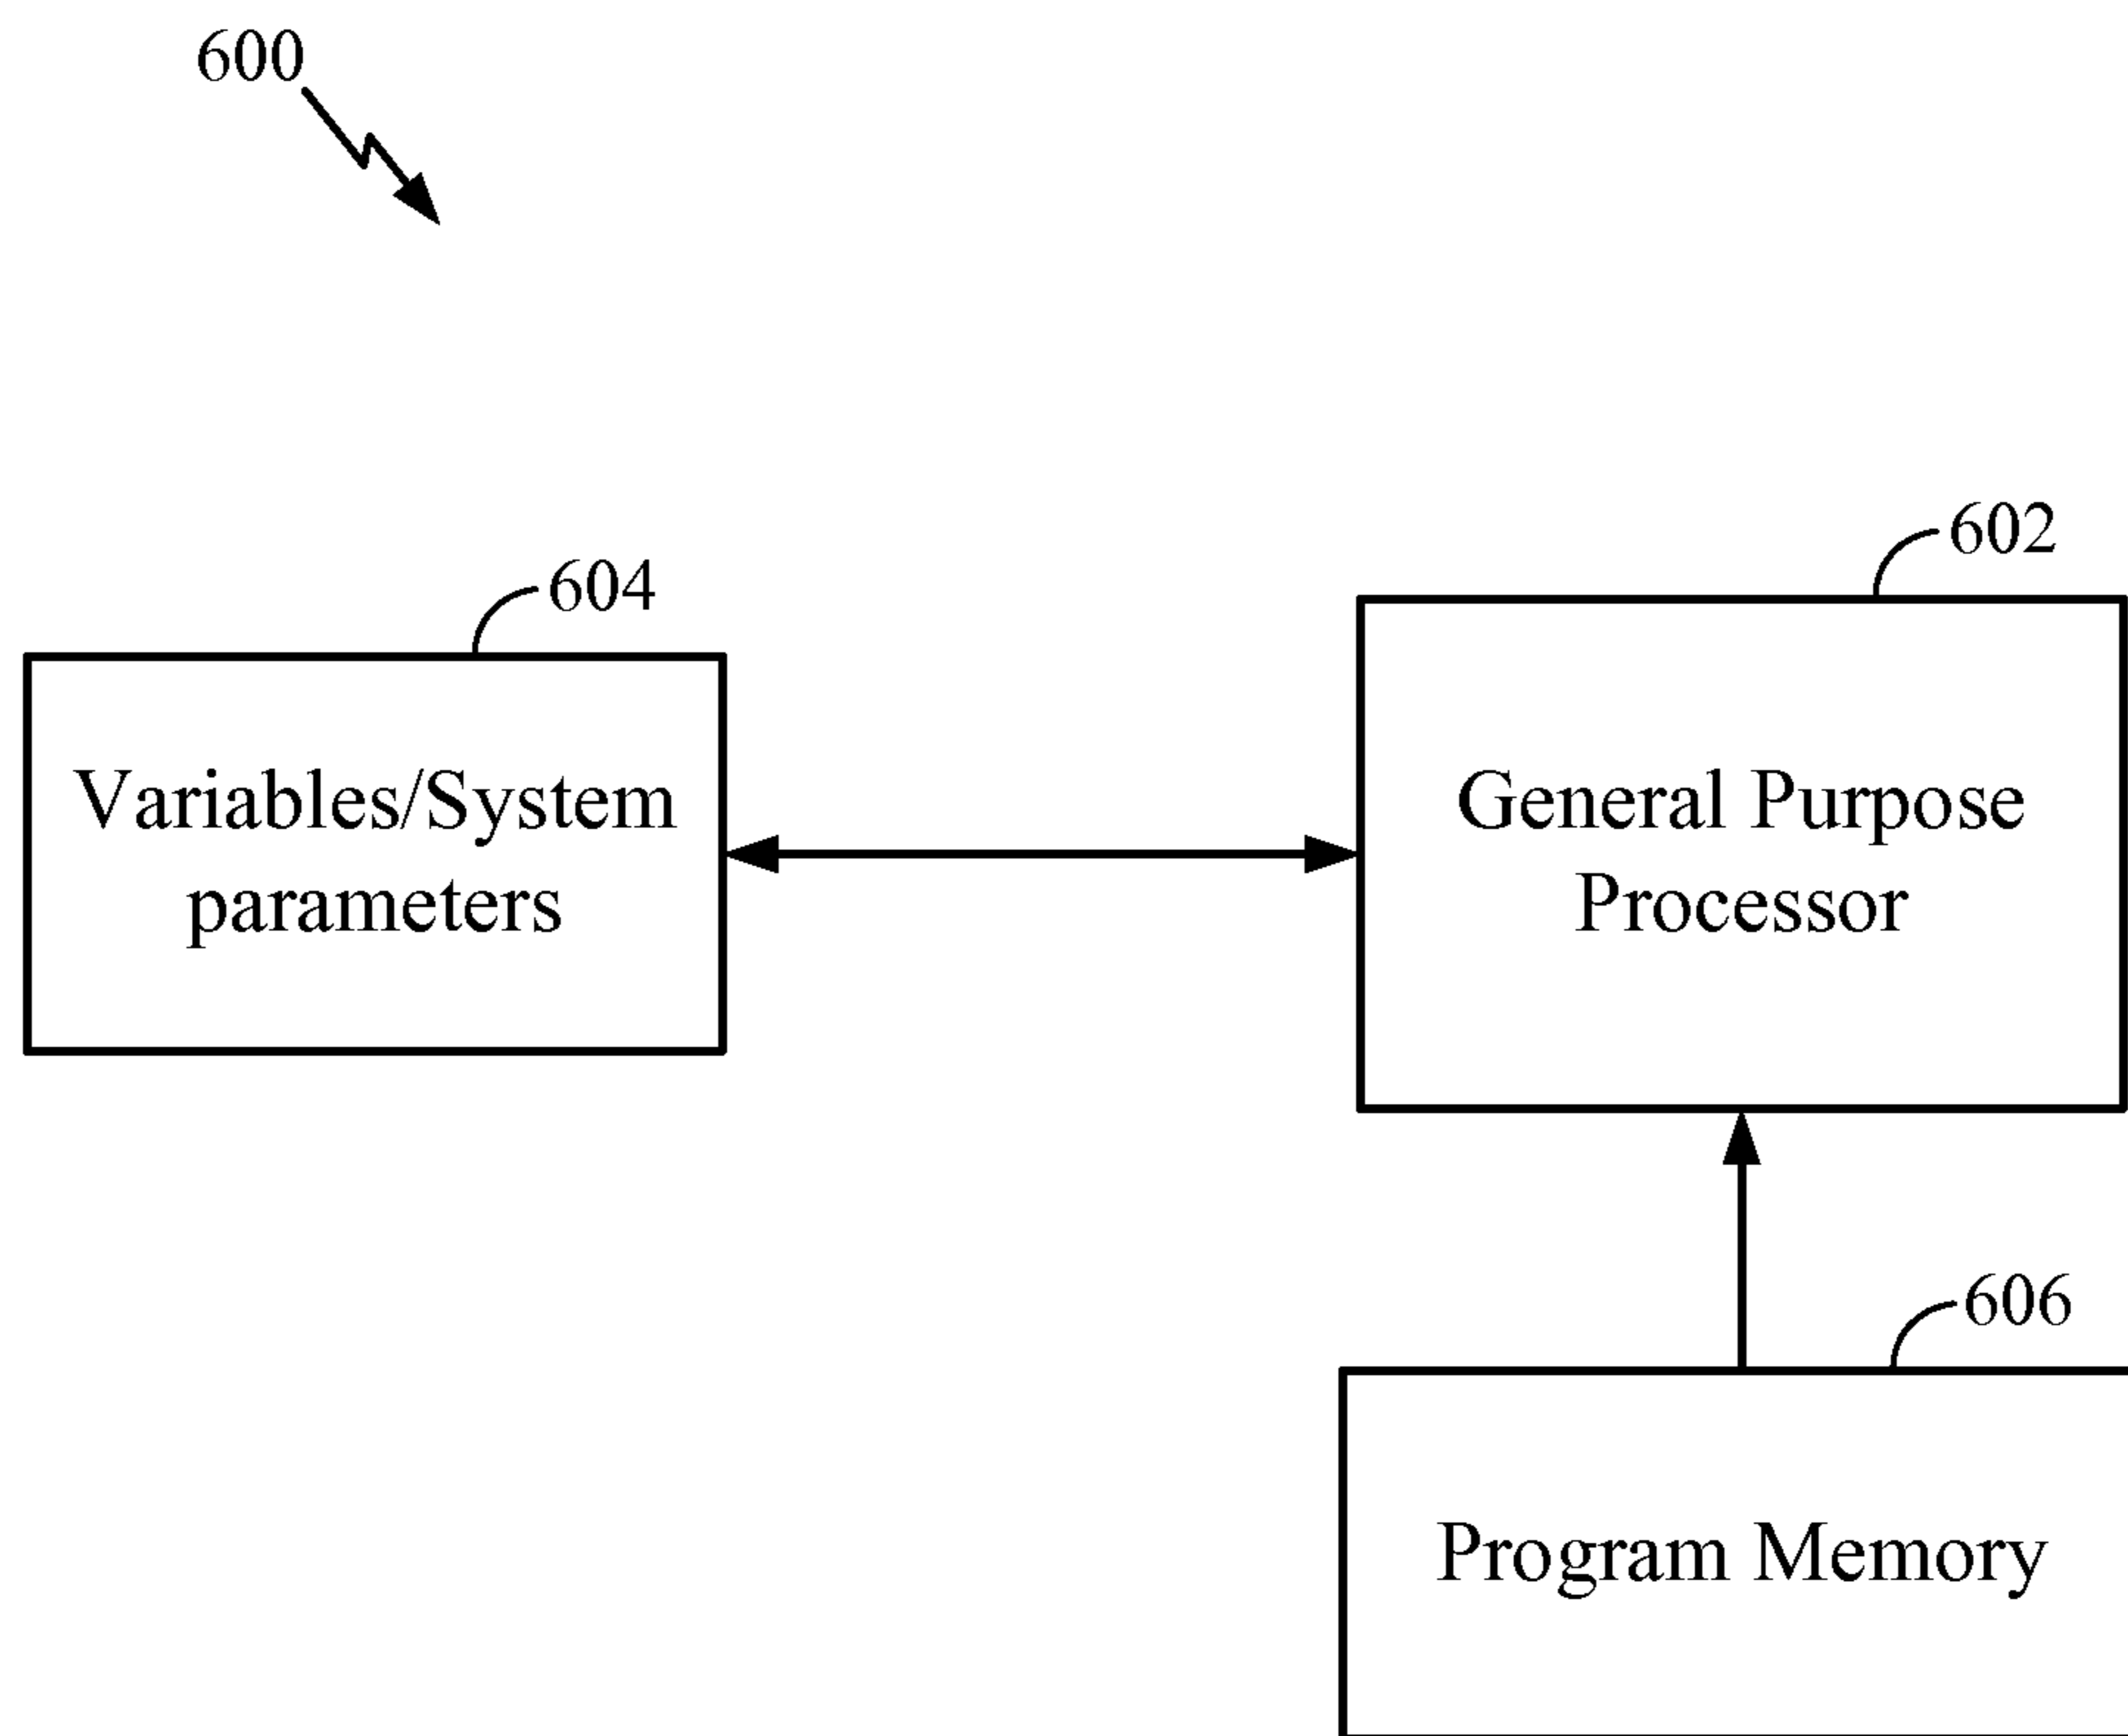 600
602
604
Variables/System
parameters
General Purpose
Processor
606
Program Memory